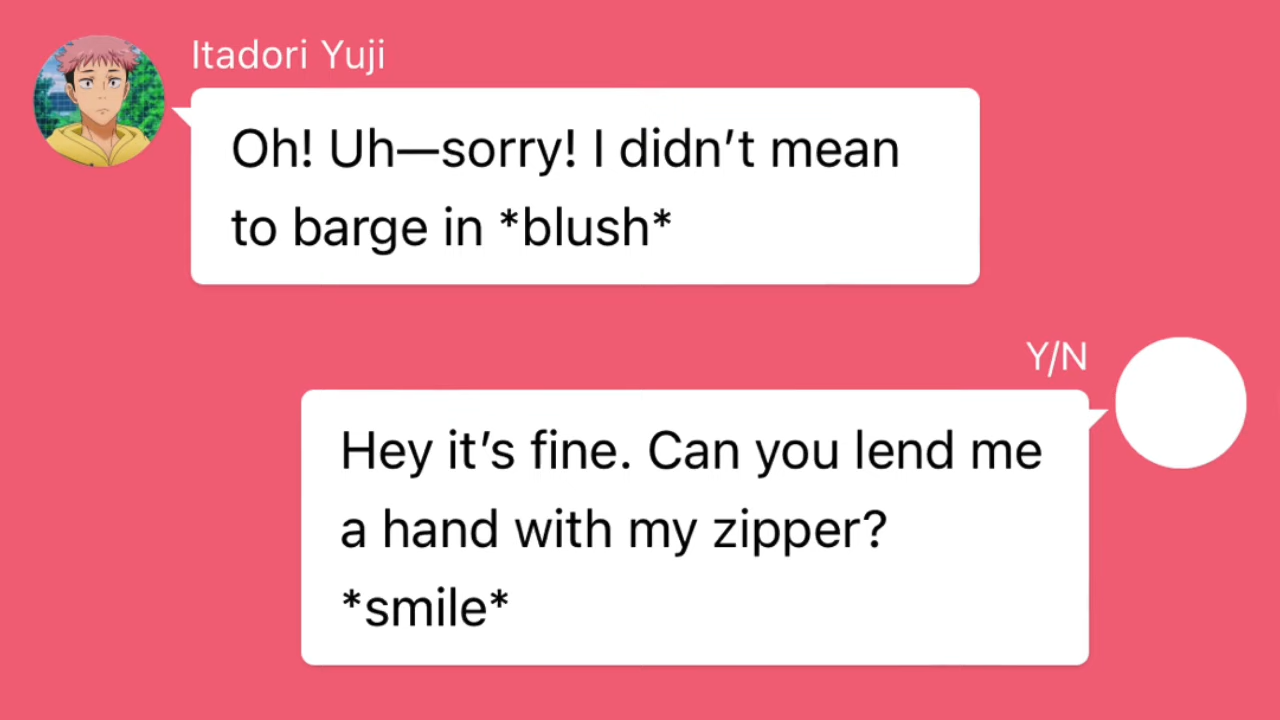 Itadori Yuji
Oh! Uh—sorry! I didn’t mean
to barge in *blush*
Y/N
Hey it’s fine. Can you lend me
a hand with my zipper?
*smile*